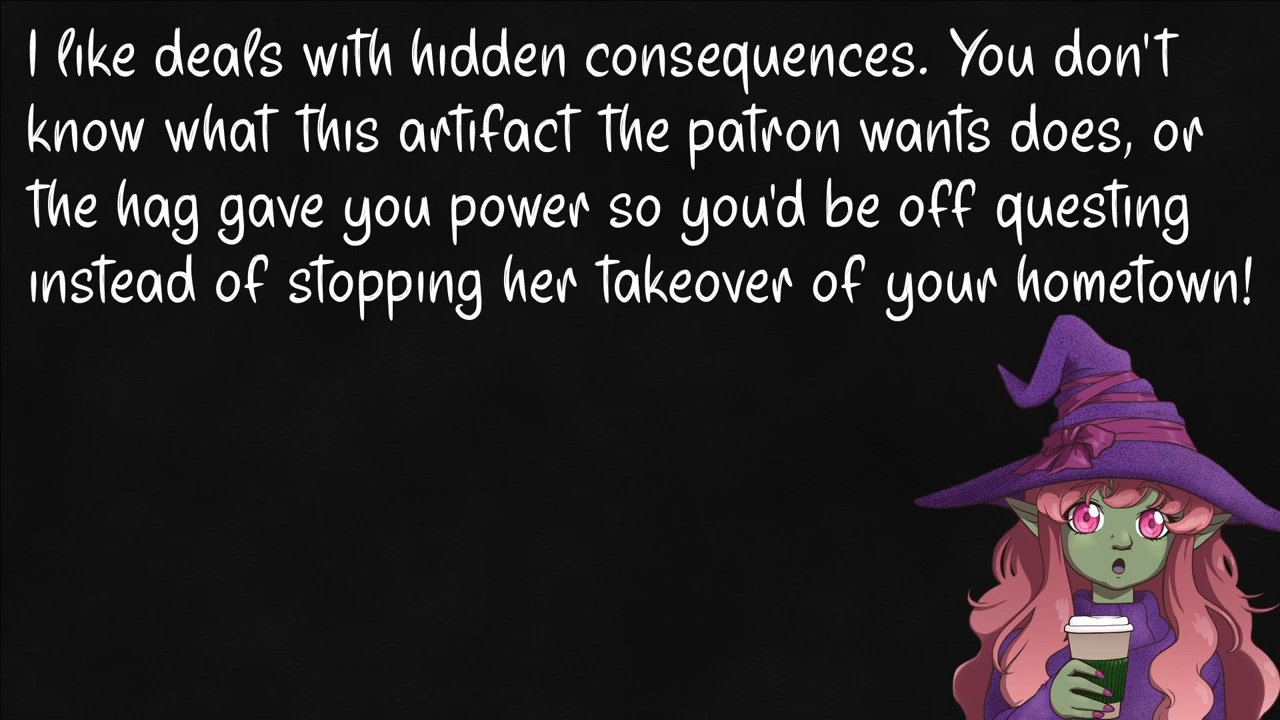 I like deals with hidden consequences. You don't
know what this artifact the patron wants does, or
the hag gave you power so you'd be off questing
instead of stopping her takeover of your hometown!